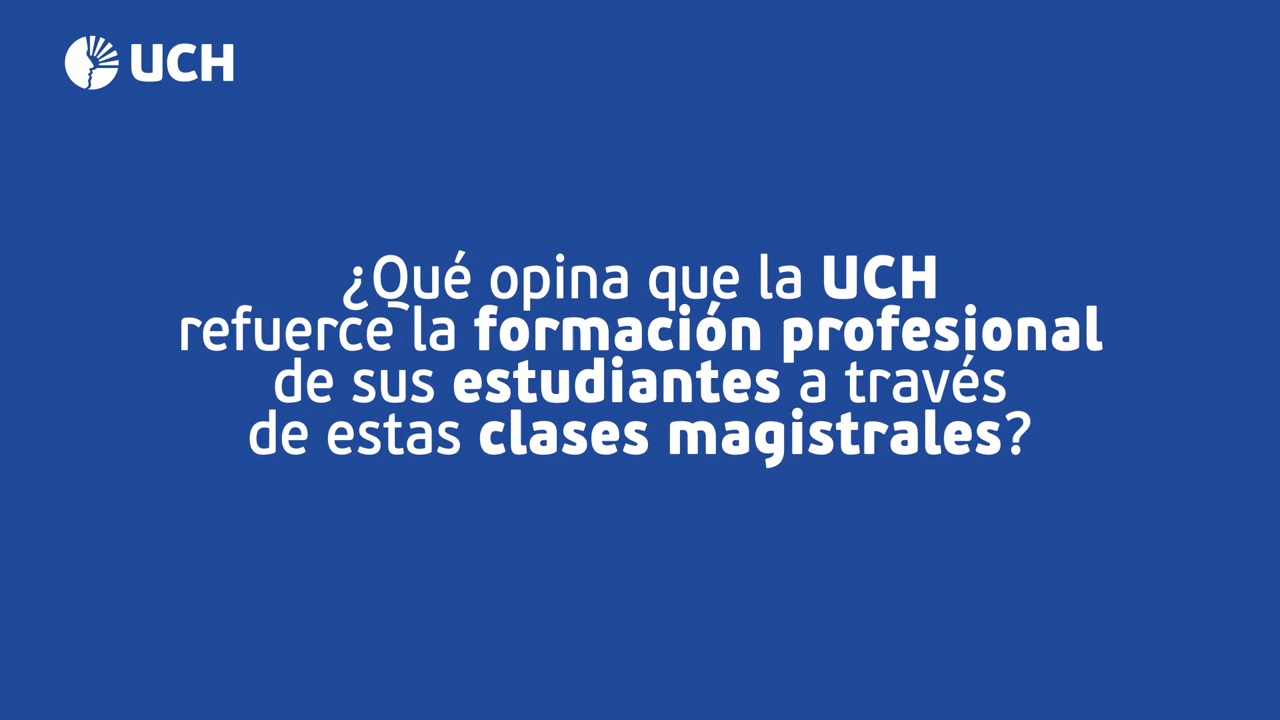 UCH
¿Qué opina que la UCH
refuerce la formación profesional
de sus estudiantes a través
de estas clases magistrales?